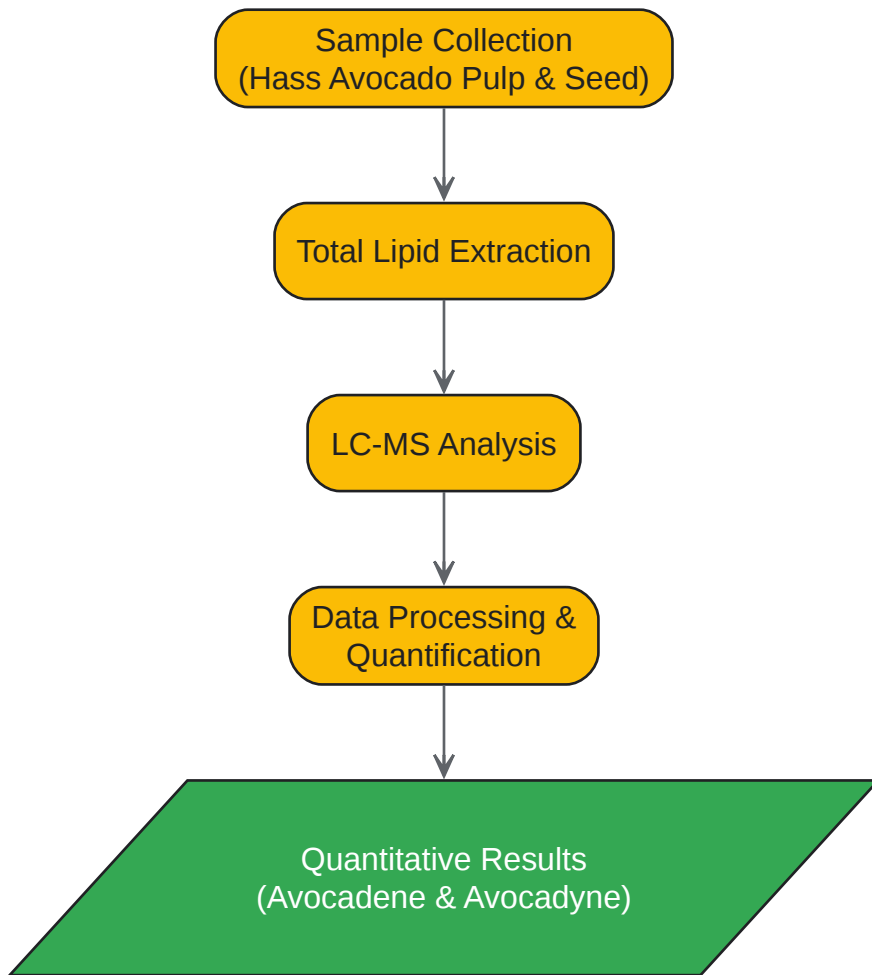 Sample Collection
(Hass Avocado Pulp & Seed)
Total Lipid Extraction
LC-MS Analysis
Data Processing &
Quantification
Quantitative Results
(Avocadene & Avocadyne)